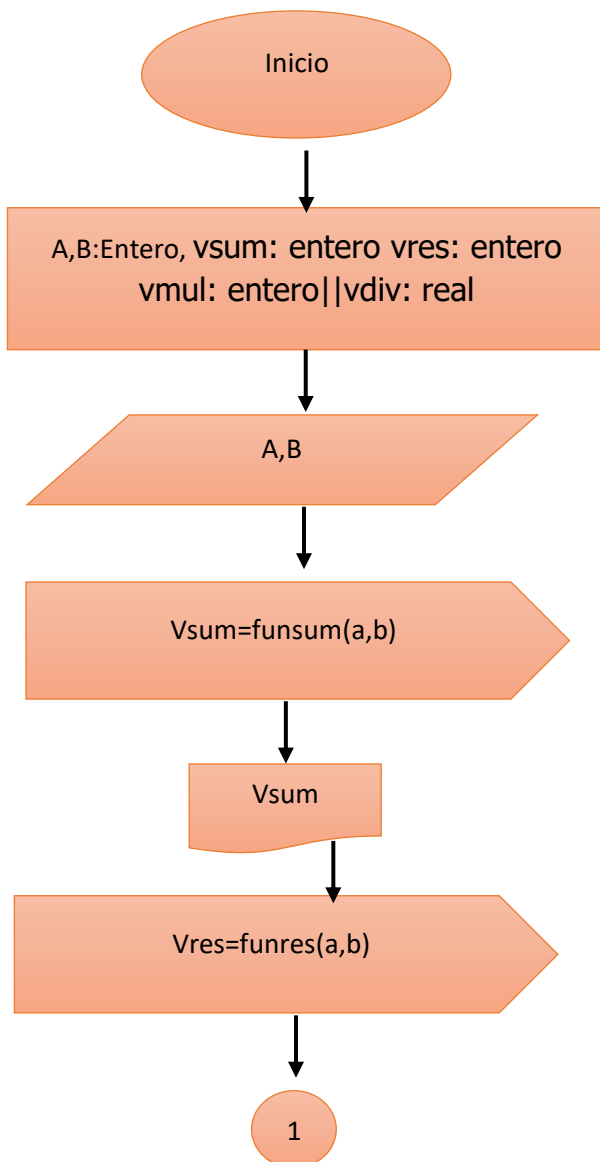 Inicio
A,B:Entero, vsum: entero vres: entero
vmul: entero||vdiv: real
A,B
Vsum=funsum(a,b)
Vsum
Vres=funres(a,b)
1